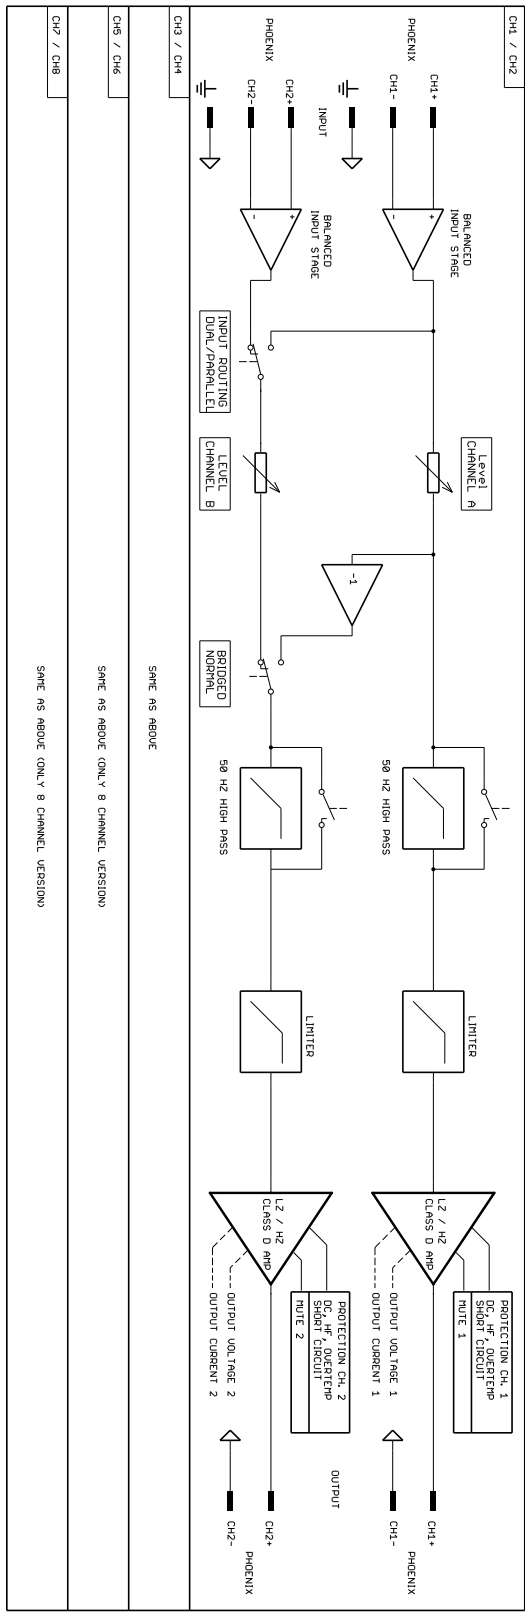 CH1 / CH2
PHOENIX
CH1+
CH1-
INPUT
BALANCED
INPUT STAGE
+
-
Level
CHANNEL A
-1
50 HZ HIGH PASS
LIMITER
LZ / HZ
CLASS D AMP
PROTECTION CH. 1
DC, HF, OVERTEMP
SHORT CIRCUIT
MUTE 1
OUTPUT VOLTAGE 1
OUTPUT CURRENT 1
CH1+
CH1-
PHOENIX
OUTPUT
PHOENIX
CH2+
CH2-
BALANCED
INPUT STAGE
+
-
INPUT ROUTING
DUAL/PARALLEL
LEVEL
CHANNEL B
BRIDGED
NORMAL
50 HZ HIGH PASS
LIMITER
LZ / HZ
CLASS D AMP
PROTECTION CH. 2
DC, HF, OVERTEMP
SHORT CIRCUIT
MUTE 2
OUTPUT VOLTAGE 2
OUTPUT CURRENT 2
CH2+
CH2-
PHOENIX
CH3 / CH4
SAME AS ABOVE
CH5 / CH6
SAME AS ABOVE (ONLY 8 CHANNEL VERSION)
CH7 / CH8
SAME AS ABOVE (ONLY 8 CHANNEL VERSION)